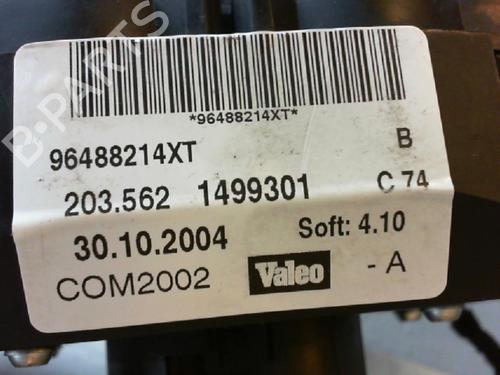 *96488214XT*
96488214XT B
203.562 1499301 C 74
30.10.2004 Soft: 4.10
COM2002 Valeo - A
B-PARTS